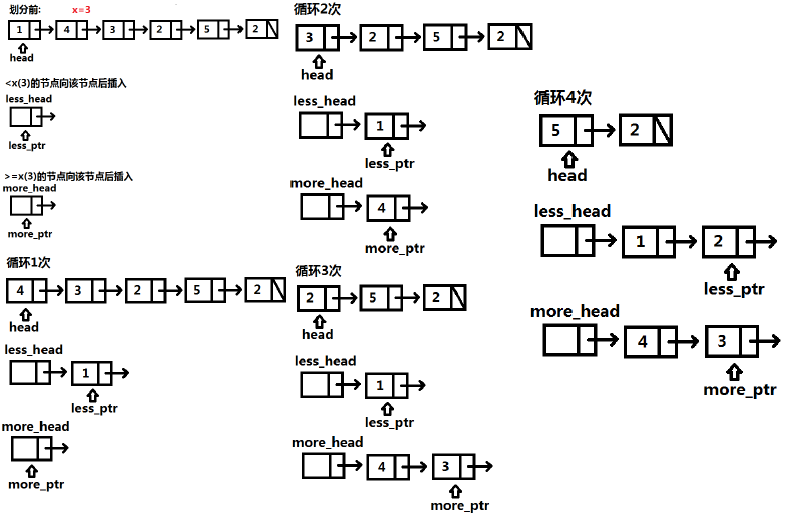 划分前: x=3
1 4 3 2 5 2
head
<x(3)的节点向该节点后插入
less_head
less_ptr
>=x(3)的节点向该节点后插入
more_head
more_ptr
循环1次
4 3 2 5 2
head
less_head
1
less_ptr
more_head
more_ptr
循环2次
3 2 5 2
head
less_head
1
less_ptr
more_head
4
more_ptr
循环3次
2 5 2
head
less_head
1
less_ptr
more_head
4 3
more_ptr
循环4次
5 2
head
less_head
1 2
less_ptr
more_head
4 3
more_ptr